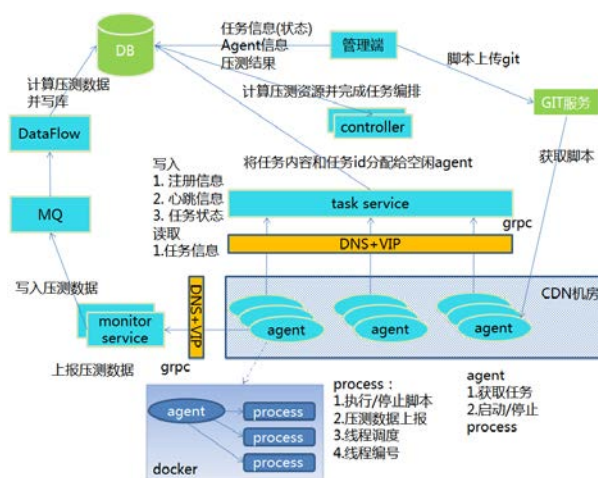 DB
任务信息(状态)
Agent信息
压测结果
管理端
脚本上传git
GIT服务
计算压测数据
并写库
计算压测资源并完成任务编排
controller
DataFlow
获取脚本
写入
1. 注册信息
2. 心跳信息
3. 任务状态
读取
1.任务信息
将任务内容和任务id分配给空闲agent
task service
grpc
MQ
DNS+VIP
写入压测数据
DNS+VIP
CDN机房
monitor
service
agent
agent
agent
上报压测数据
grpc
agent
process
process
process
docker
process：
1.执行/停止脚本
2.压测数据上报
3.线程调度
4.线程编号
agent
1.获取任务
2.启动/停止
process